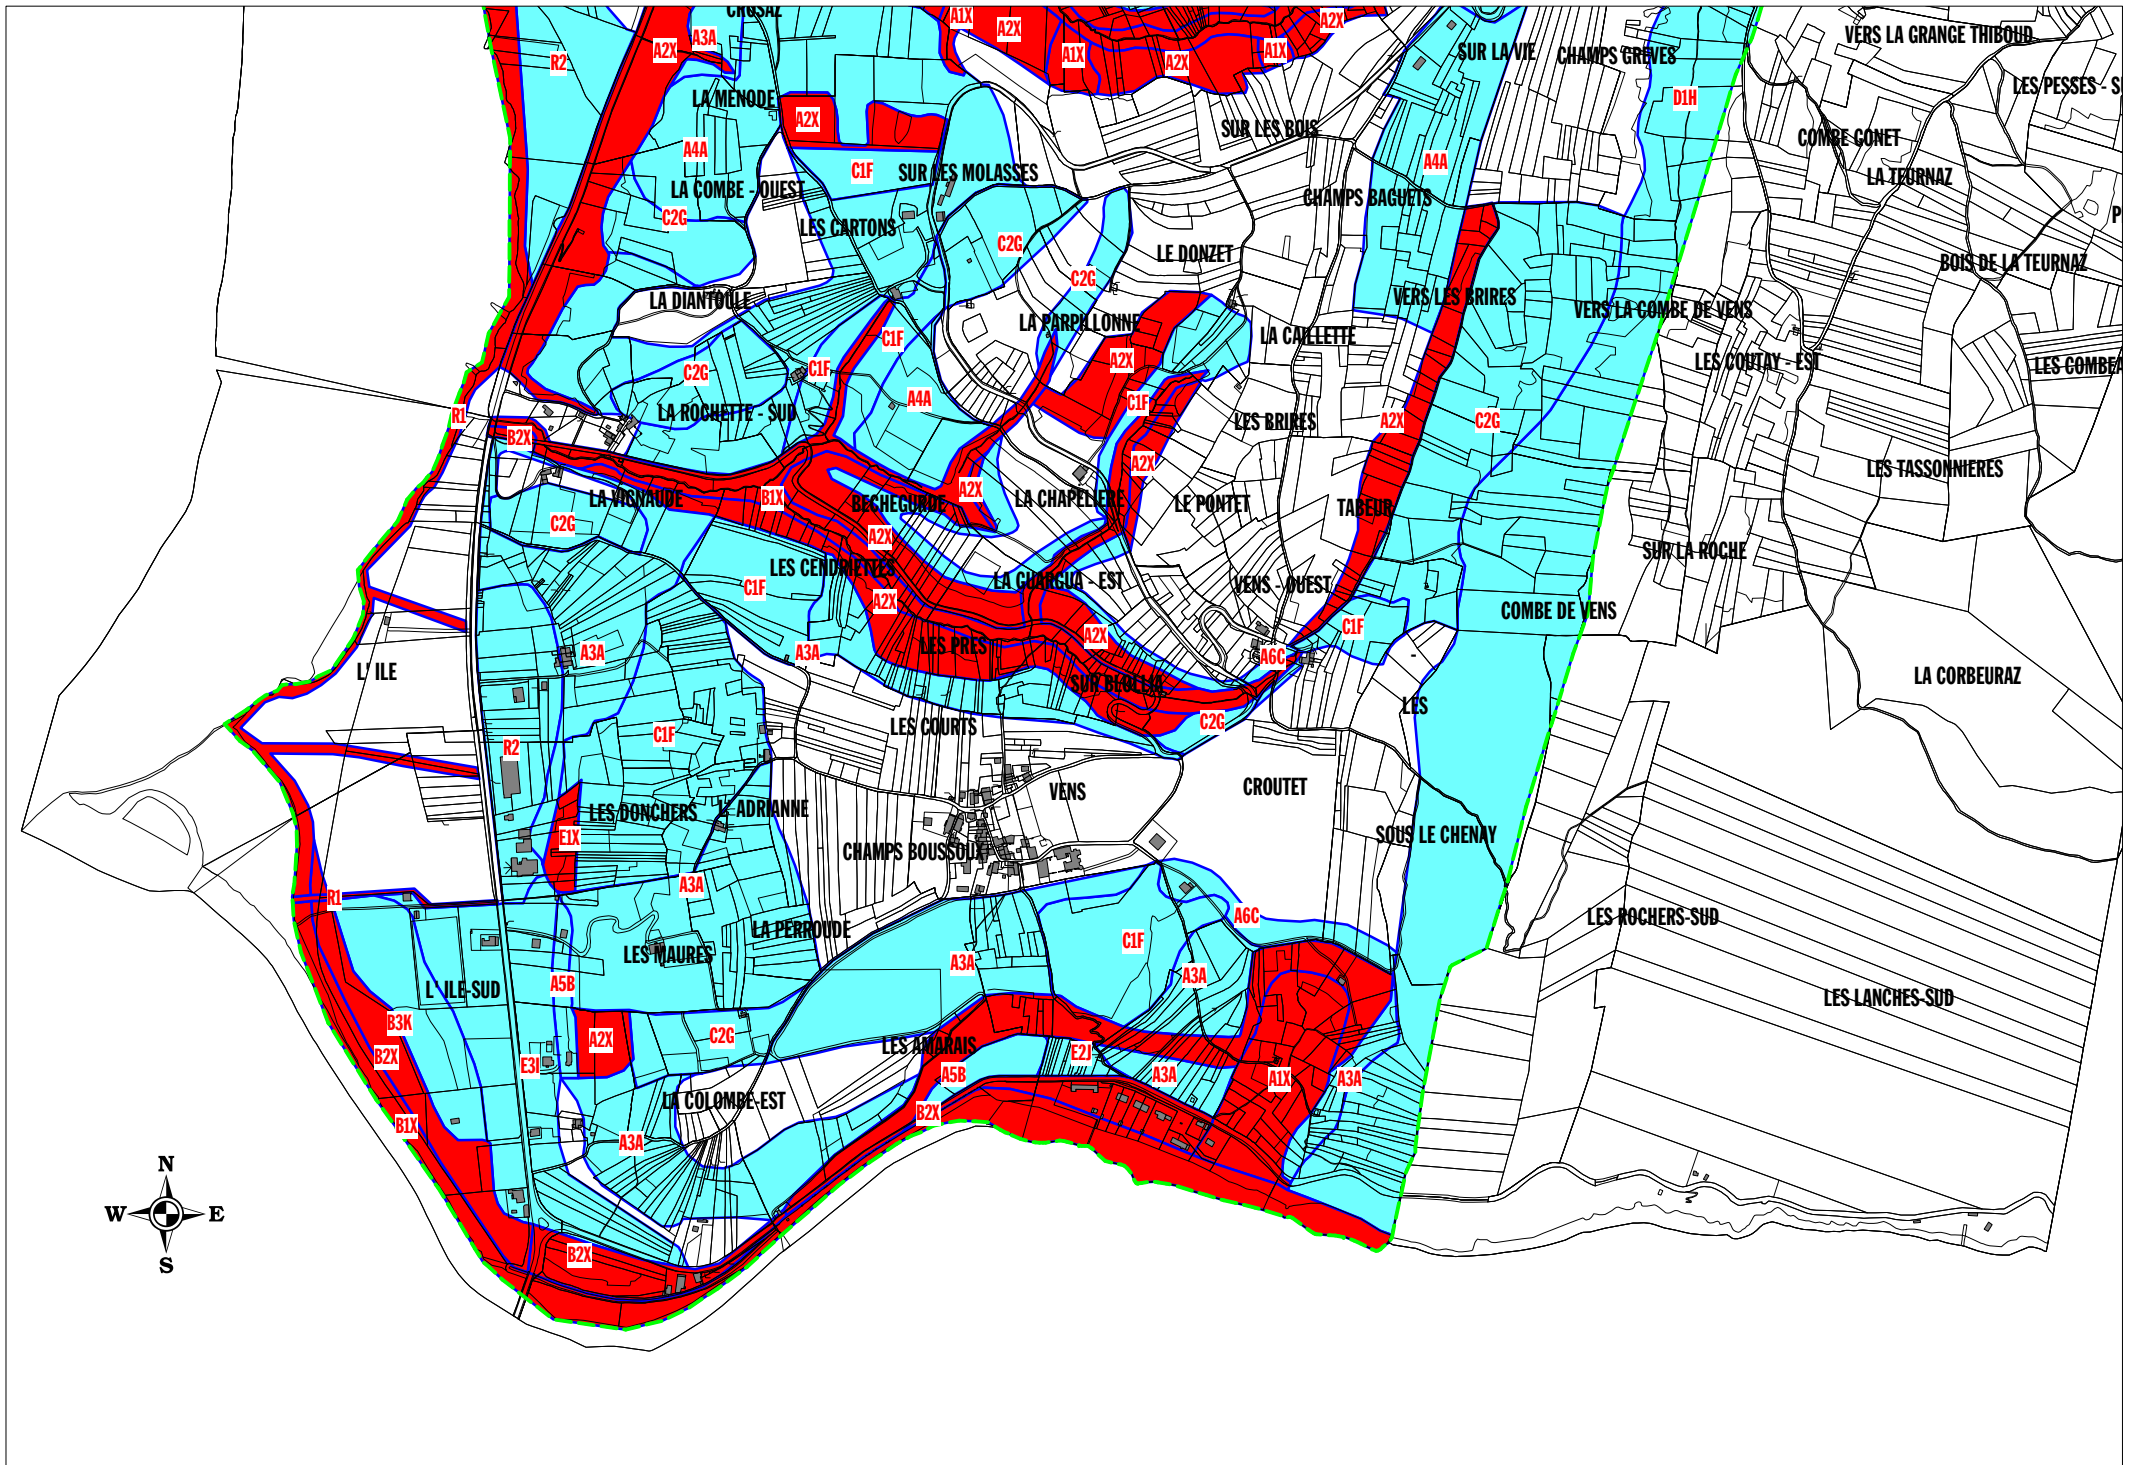 CRUSAZ
A1X
A2X
A2X
A3A
A2X
A1X
A2X
A1X
R2
SUR LA VIE
CHAMPS GREVES
VERS LA GRANGE THIBOUD
LES PESSES - S
D1H
LA MENODE
A2X
SUR LES BOIS
COMBE GONET
A4A
C1F
SUR LES MOLASSES
A4A
LA TEURNAZ
LA COMBE - OUEST
CHAMPS BAGUETS
C2G
LES CARTONS
P
C2G
LE DONZET
C2G
BOIS DE LA TEURNAZ
LA DIANTOULE
VERS LES BRIRES
VERS LA COMBE DE VENS
LA PARPILLONNE
C1F
LA CAILLETTE
A2X
LES COUTAY - EST
LES COMBEA
C2G
C1F
A4A
C1F
LA ROCHETTE - SUD
R1
LES BRIRES
A2X
C2G
B2X
A2X
LES TASSONNIERES
LA VIGNAUDE
B1X
BECHEGURDE
A2X
LA CHAPELIERE
LE PONTET
TABEUR
C2G
A2X
SUR LA ROCHE
LES CENDRIETTES
C1F
LA GUARGUA - EST
VENS - OUEST
A2X
COMBE DE VENS
A2X
C1F
A3A
A3A
LES PRES
A6C
L' ILE
SUR BLOLLIA
LA CORBEURAZ
LES
LES COURTS
C2G
C1F
R2
VENS
CROUTET
LES DONCHERS
L' ADRIANNE
E1X
SOUS LE CHENAY
CHAMPS BOUSSOUX
A3A
R1
A6C
LES ROCHERS-SUD
LA PERROUDE
C1F
LES MAURES
A3A
A3A
L' ILE-SUD
A5B
LES LANCHES-SUD
B3K
A2X
C2G
LES AMARAIS
B2X
E3I
E2J
A5B
A3A
A1X
A3A
LA COLOMBE-EST
B2X
B1X
A3A
N
W E
S
B2X